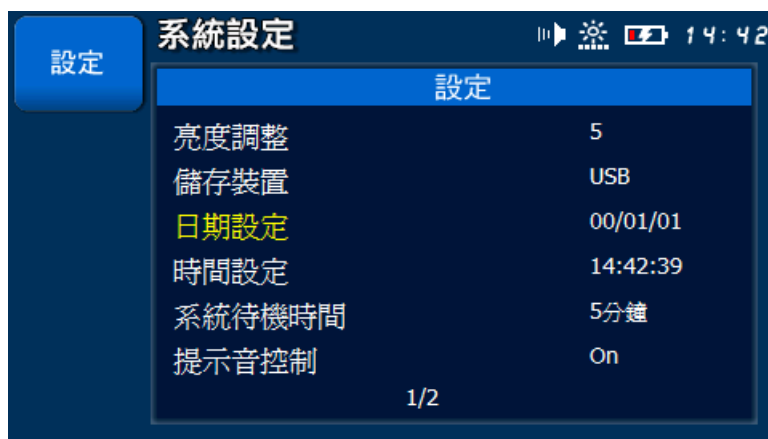 設定
系統設定
14:42
設定
亮度調整 5
儲存裝置 USB
日期設定 00/01/01
時間設定 14:42:39
系統待機時間 5分鐘
提示音控制 On
1/2